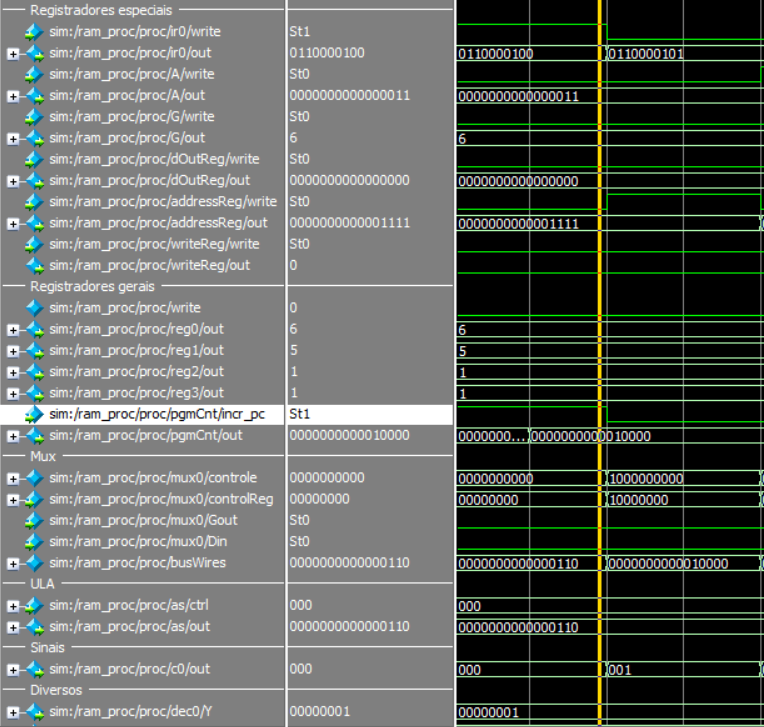 Registradores especiais
sim:/ram_proc/proc/ir0/write St1
sim:/ram_proc/proc/ir0/out 0110000100 0110000100 0110000101
sim:/ram_proc/proc/A/write St0
sim:/ram_proc/proc/A/out 0000000000000011 0000000000000011
sim:/ram_proc/proc/G/write St0
sim:/ram_proc/proc/G/out 6 6
sim:/ram_proc/proc/dOutReg/write St0
sim:/ram_proc/proc/dOutReg/out 0000000000000000 0000000000000000
sim:/ram_proc/proc/addressReg/write St0
sim:/ram_proc/proc/addressReg/out 0000000000001111 0000000000001111
sim:/ram_proc/proc/writeReg/write St0
sim:/ram_proc/proc/writeReg/out 0
Registradores gerais
sim:/ram_proc/proc/write 0
sim:/ram_proc/proc/reg0/out 6 6
sim:/ram_proc/proc/reg1/out 5 5
sim:/ram_proc/proc/reg2/out 1 1
sim:/ram_proc/proc/reg3/out 1 1
sim:/ram_proc/proc/pgmCnt/incr_pc St1
sim:/ram_proc/proc/pgmCnt/out 0000000000010000 0000000... 0000000000010000
Mux
sim:/ram_proc/proc/mux0/controle 0000000000 0000000000 1000000000
sim:/ram_proc/proc/mux0/controlReg 00000000 00000000 10000000
sim:/ram_proc/proc/mux0/Gout St0
sim:/ram_proc/proc/mux0/Din St0
sim:/ram_proc/proc/busWires 0000000000000110 0000000000000110 0000000000010000
ULA
sim:/ram_proc/proc/as/ctrl 000 000
sim:/ram_proc/proc/as/out 0000000000000110 0000000000000110
Sinais
sim:/ram_proc/proc/c0/out 000 000 001
Diversos
sim:/ram_proc/proc/dec0/Y 00000001 00000001